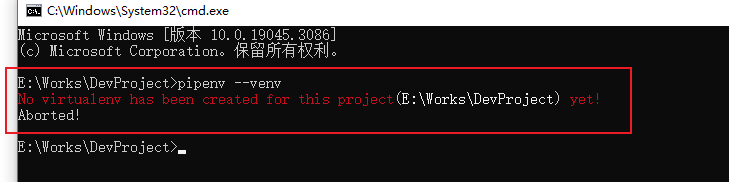 C:\Windows\System32\cmd.exe
Microsoft Windows [版本 10.0.19045.3086]
(c) Microsoft Corporation。保留所有权利。
E:\Works\DevProject>pipenv --venv
No virtualenv has been created for this project(E:\Works\DevProject) yet!
Aborted!
E:\Works\DevProject>